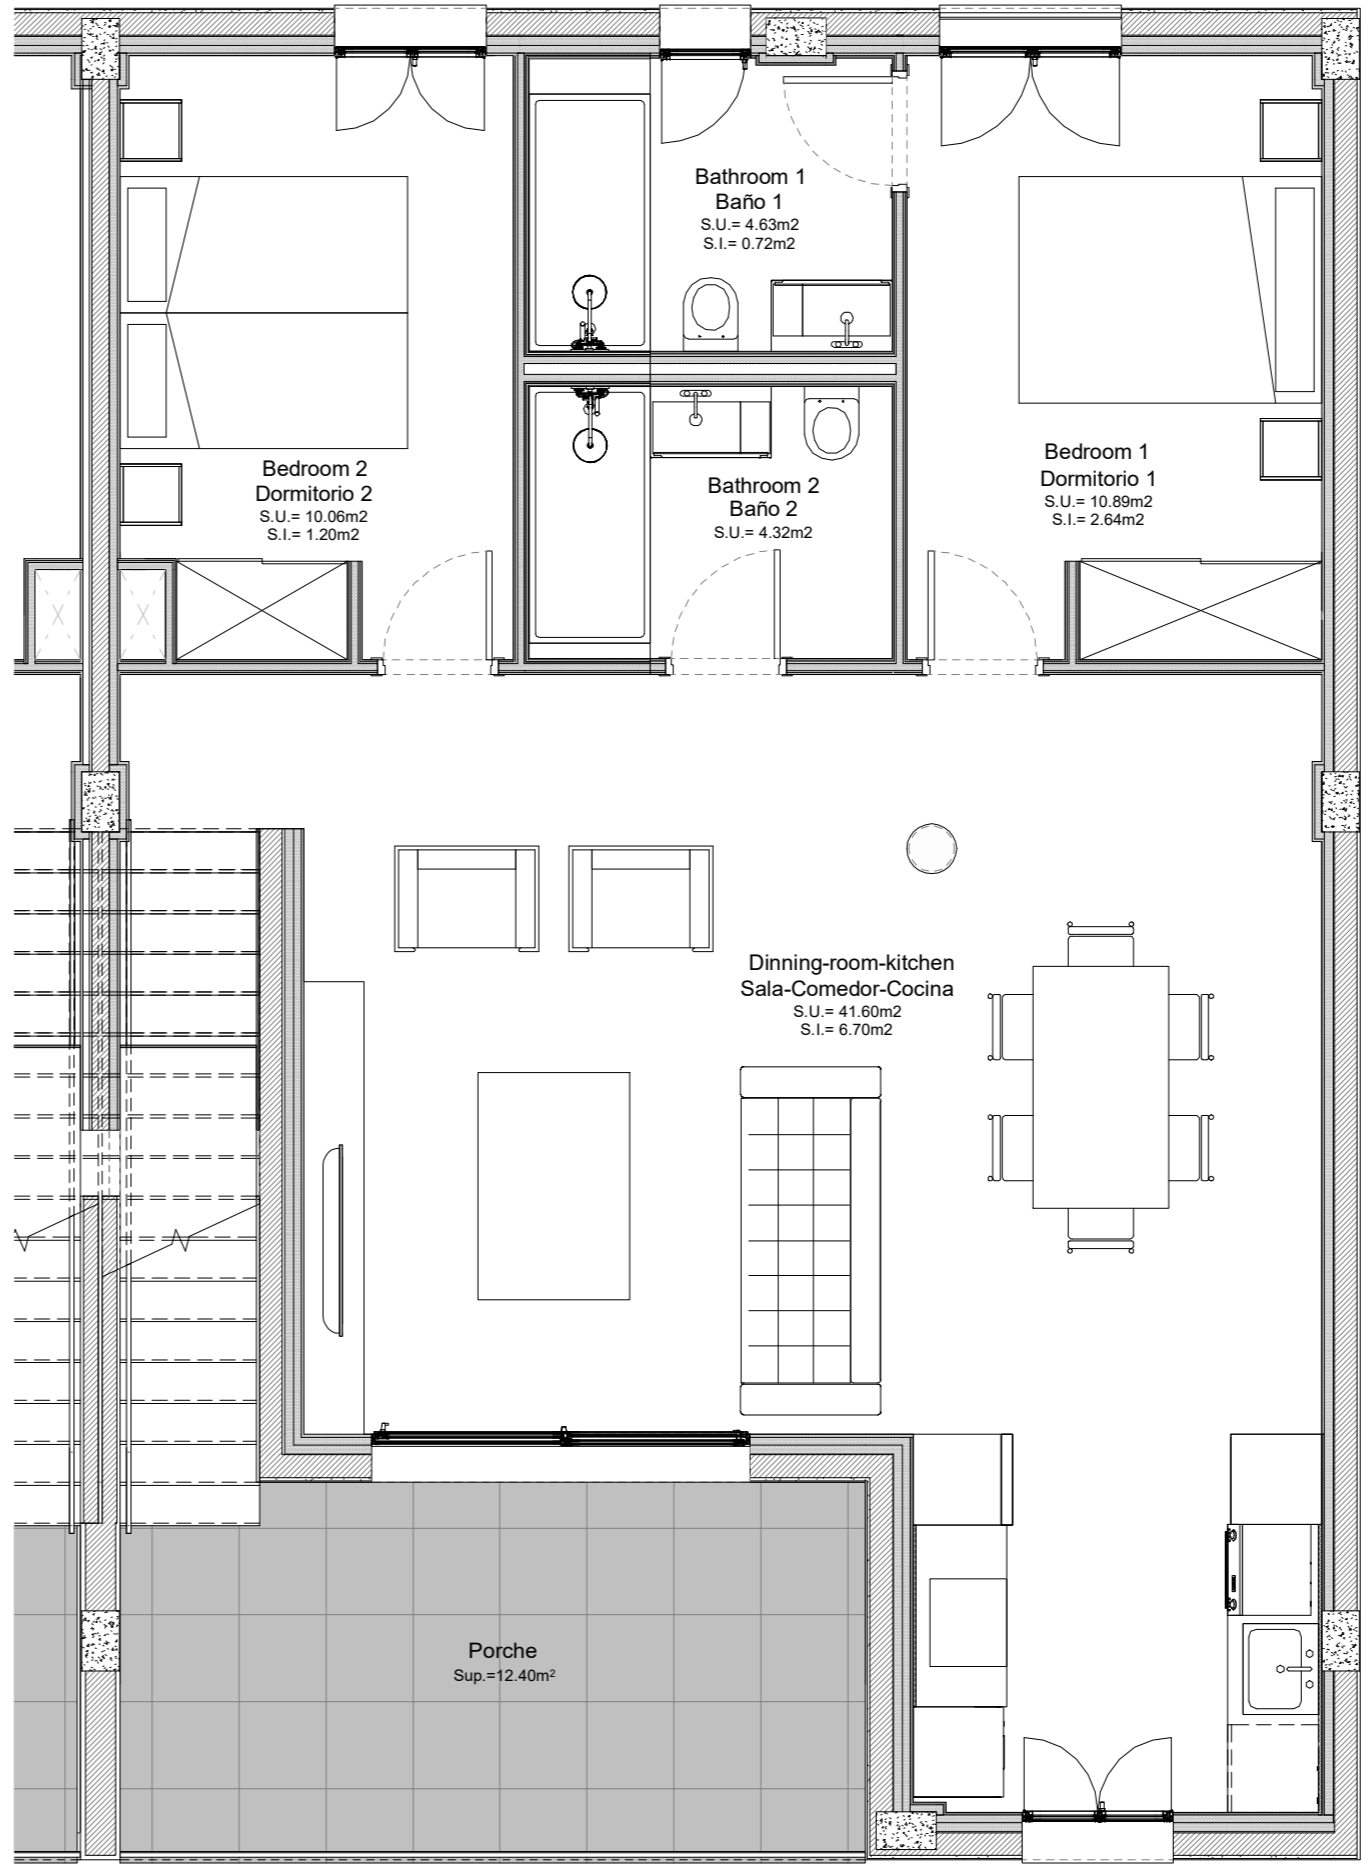 Bathroom 1
Baño 1
S.U.= 4.63m2
S.I.= 0.72m2
Bedroom 2
Dormitorio 2
S.U.= 10.06m2
S.I.= 1.20m2
Bathroom 2
Baño 2
S.U.= 4.32m2
Bedroom 1
Dormitorio 1
S.U.= 10.89m2
S.I.= 2.64m2
Dinning-room-kitchen
Sala-Comedor-Cocina
S.U.= 41.60m2
S.I.= 6.70m2
Porche
Sup.=12.40m²